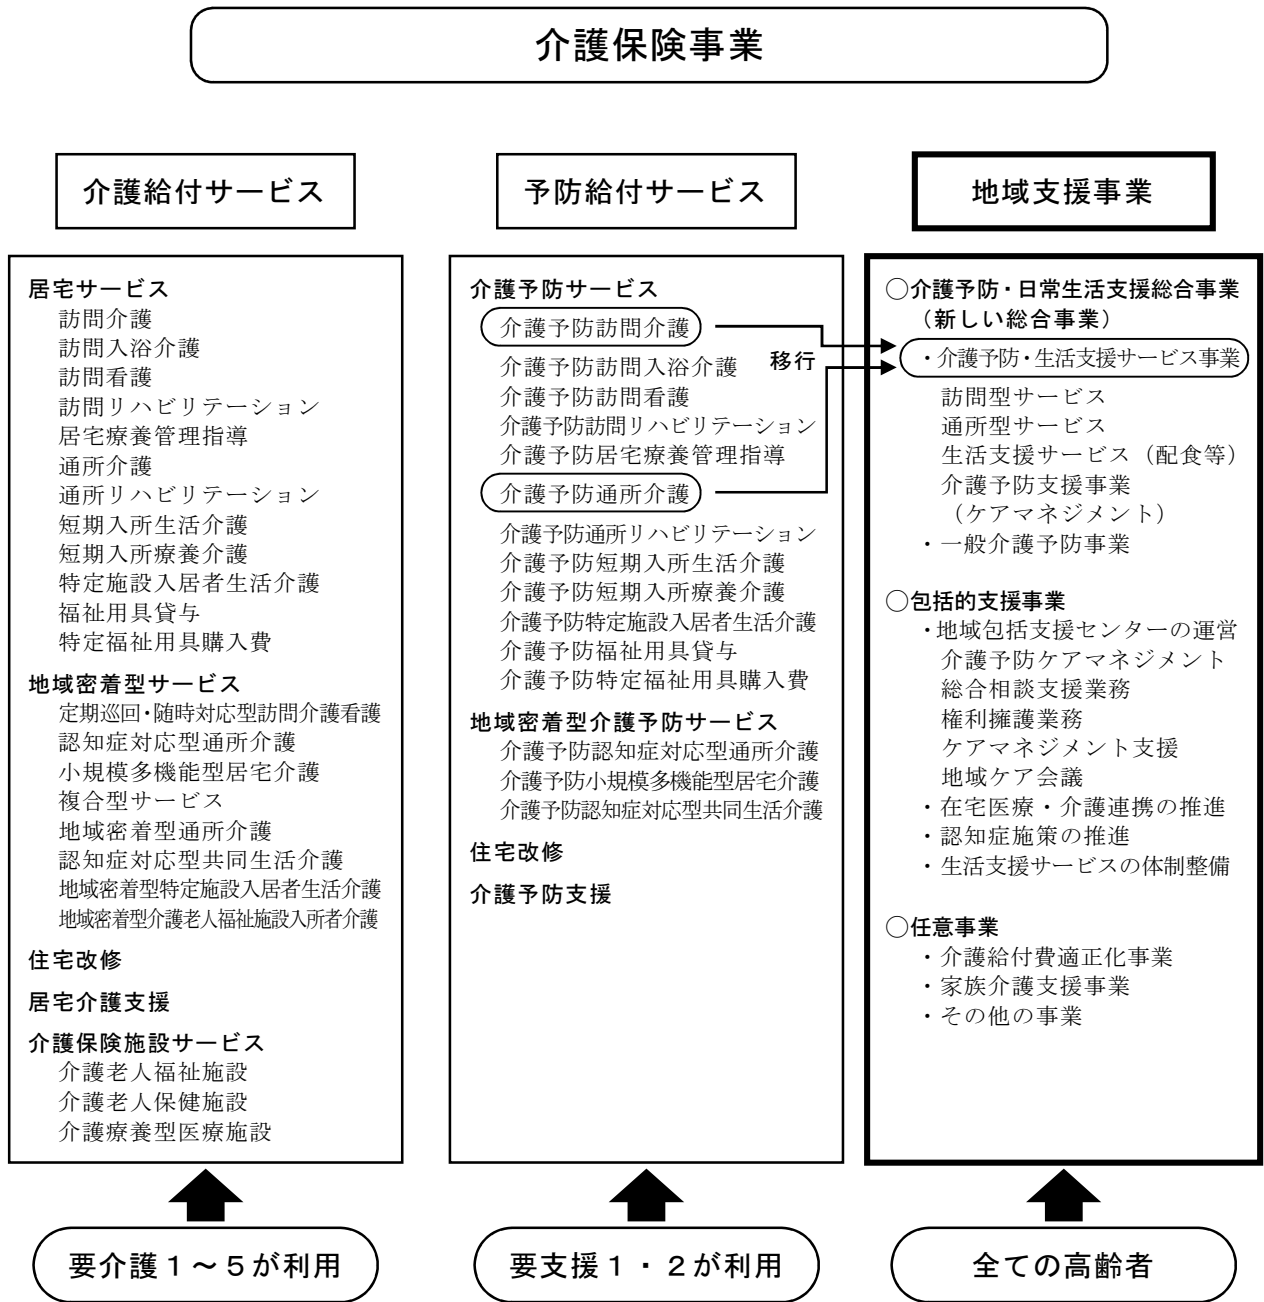 介護保険事業
介護給付サービス
居宅サービス
訪問介護
訪問入浴介護
訪問看護
訪問リハビリテーション
居宅療養管理指導
通所介護
通所リハビリテーション
短期入所生活介護
短期入所療養介護
特定施設入居者生活介護
福祉用具貸与
特定福祉用具購入費
地域密着型サービス
定期巡回・随時対応型訪問介護看護
認知症対応型通所介護
小規模多機能型居宅介護
複合型サービス
地域密着型通所介護
認知症対応型共同生活介護
地域密着型特定施設入居者生活介護
地域密着型介護老人福祉施設入所者介護
住宅改修
居宅介護支援
介護保険施設サービス
介護老人福祉施設
介護老人保健施設
介護療養型医療施設
要介護1～5が利用
予防給付サービス
介護予防サービス
介護予防訪問介護
介護予防訪問入浴介護
介護予防訪問看護
介護予防訪問リハビリテーション
介護予防居宅療養管理指導
介護予防通所介護
介護予防通所リハビリテーション
介護予防短期入所生活介護
介護予防短期入所療養介護
介護予防特定施設入居者生活介護
介護予防福祉用具貸与
介護予防特定福祉用具購入費
地域密着型介護予防サービス
介護予防認知症対応型通所介護
介護予防小規模多機能型居宅介護
介護予防認知症対応型共同生活介護
住宅改修
介護予防支援
要支援1・2が利用
移行
地域支援事業
○介護予防・日常生活支援総合事業
（新しい総合事業）
・介護予防・生活支援サービス事業
訪問型サービス
通所型サービス
生活支援サービス（配食等）
介護予防支援事業
（ケアマネジメント）
・一般介護予防事業
○包括的支援事業
・地域包括支援センターの運営
介護予防ケアマネジメント
総合相談支援業務
権利擁護業務
ケアマネジメント支援
地域ケア会議
・在宅医療・介護連携の推進
・認知症施策の推進
・生活支援サービスの体制整備
○任意事業
・介護給付費適正化事業
・家族介護支援事業
・その他の事業
全ての高齢者